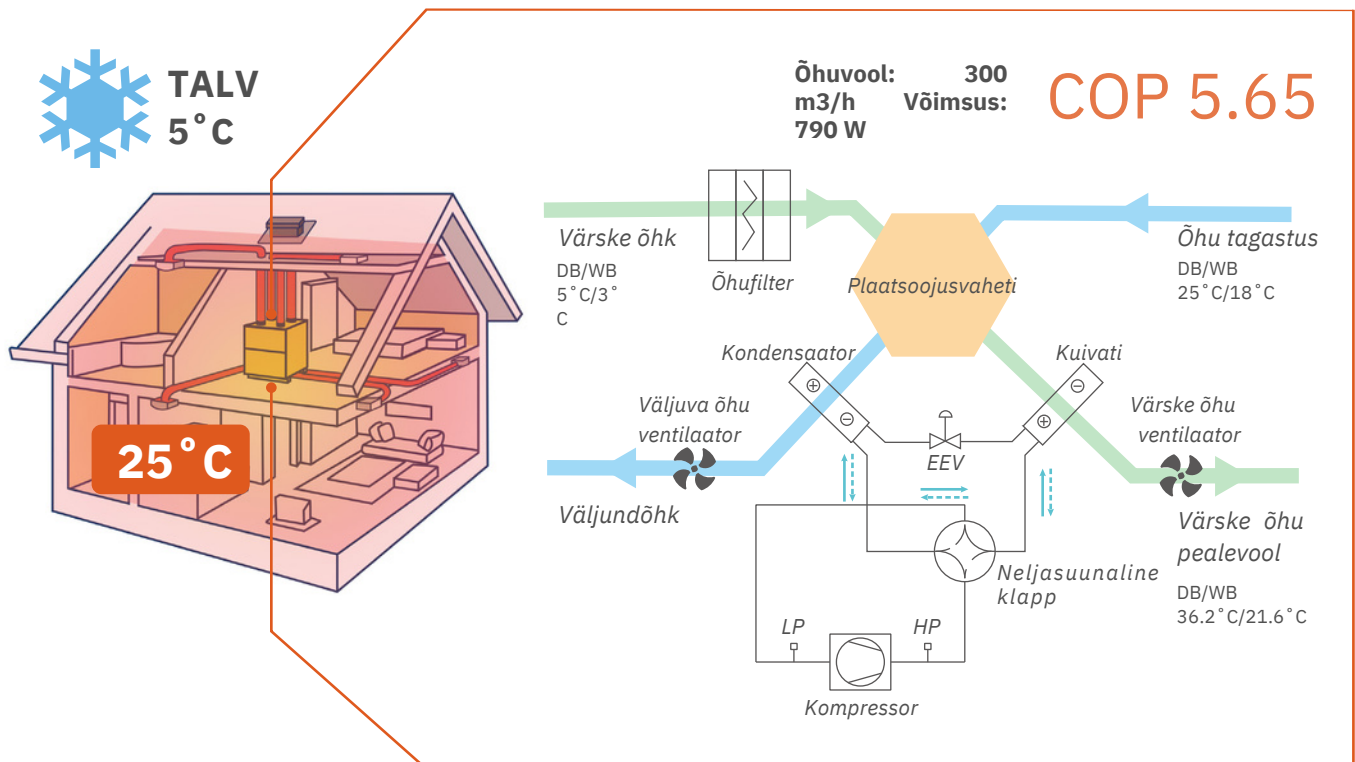 TALV
5°C
Õhuvool: 300
m3/h Võimsus:
790 W
COP 5.65
Värske õhk
DB/WB
5°C/3°
C
Õhufilter
Plaatsoojusvaheti
Õhu tagastus
DB/WB
25°C/18°C
Kondensaator
Kuivati
Väljuva õhu
ventilaator
EEV
Värske õhu
ventilaator
25°C
Väljundõhk
Värske õhu
pealevool
DB/WB
36.2°C/21.6°C
Neljasuunaline
klapp
LP
HP
Kompressor